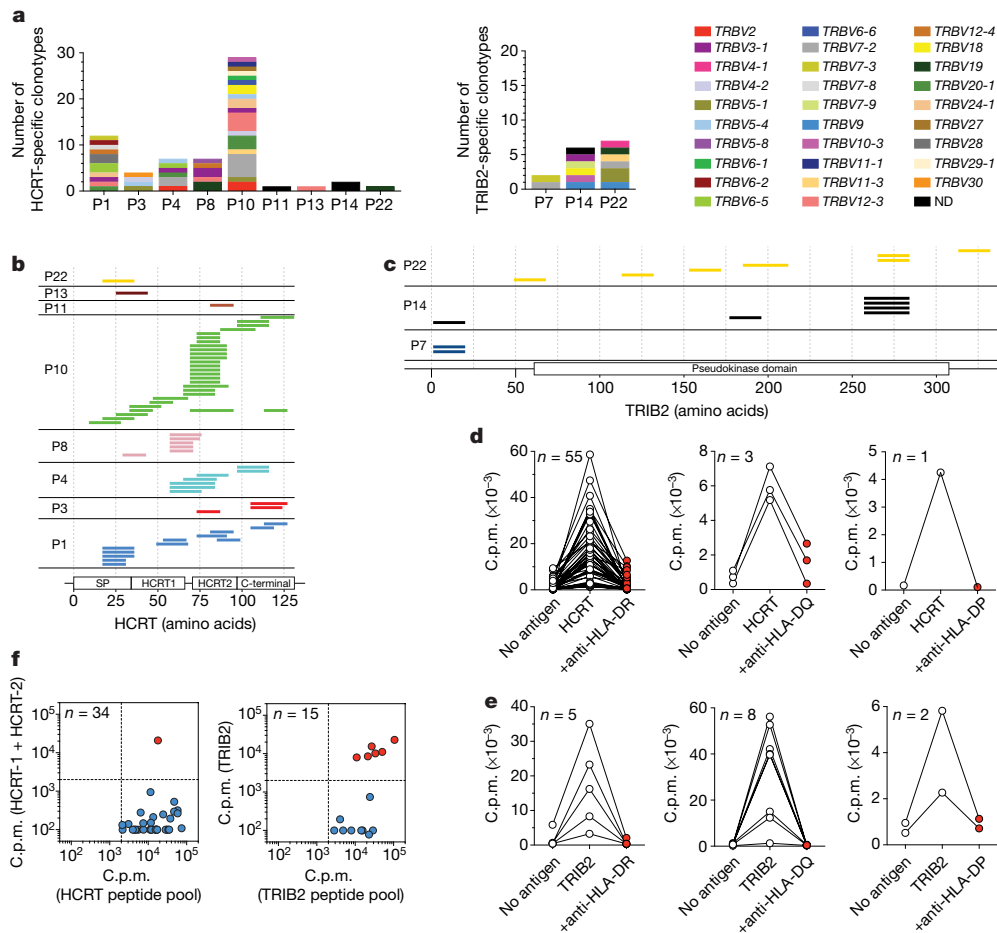 a
Number of
HCRT-specific clonotypes
30
20
10
0
P1 P3 P4 P8 P10 P11 P13 P14 P22
Number of
TRIB2-specific clonotypes
20
15
10
5
0
P7 P14 P22
TRBV2 TRBV6-6 TRBV12-4
TRBV3-1 TRBV7-2 TRBV18
TRBV4-1 TRBV7-3 TRBV19
TRBV4-2 TRBV7-8 TRBV20-1
TRBV5-1 TRBV7-9 TRBV24-1
TRBV5-4 TRBV9 TRBV27
TRBV5-8 TRBV10-3 TRBV28
TRBV6-1 TRBV11-1 TRBV29-1
TRBV6-2 TRBV11-3 TRBV30
TRBV6-5 TRBV12-3 ND
b
P22
P13
P11
P10
P8
P4
P3
P1
SP HCRT1 HCRT2 C-terminal
0 25 50 75 100 125
HCRT (amino acids)
c
P22
P14
P7
Pseudokinase domain
0 50 100 150 200 250 300
TRIB2 (amino acids)
d
C.p.m. (×10⁻³)
n = 55
60
40
20
0
No antigen
HCRT
+anti-HLA-DR
C.p.m. (×10⁻³)
n = 3
8
6
4
2
0
No antigen
HCRT
+anti-HLA-DQ
C.p.m. (×10⁻³)
n = 1
5
4
3
2
1
0
No antigen
HCRT
+anti-HLA-DP
e
C.p.m. (×10⁻³)
n = 5
40
30
20
10
0
No antigen
TRIB2
+anti-HLA-DR
C.p.m. (×10⁻³)
n = 8
60
40
20
0
No antigen
TRIB2
+anti-HLA-DQ
C.p.m. (×10⁻³)
n = 2
6
4
2
0
No antigen
TRIB2
+anti-HLA-DP
f
C.p.m. (HCRT-1 + HCRT-2)
n = 34
10⁵
10⁴
10³
10²
10² 10³ 10⁴ 10⁵
C.p.m.
(HCRT peptide pool)
C.p.m. (TRIB2)
n = 15
10⁵
10⁴
10³
10²
10² 10³ 10⁴ 10⁵
C.p.m.
(TRIB2 peptide pool)